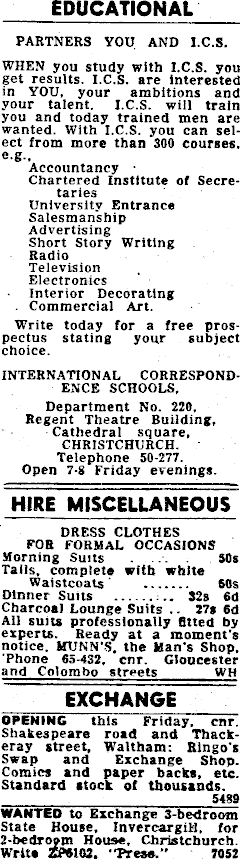 EDUCATIONAL
PARTNERS YOU AND I.C.S.
WHEN you study with I.C.S. you
get results. I.C.S. are interested
in YOU, your ambitions and
your talent. I.C.S. will train
you and today trained men are
wanted. With I.C.S. you can sel-
ect from more than 300 courses,
e.g.,
Accountancy
Chartered Institute of Secre-
taries
University Entrance
Salesmanship
Advertising
Short Story Writing
Radio
Television
Electronics
Interior Decorating
Commercial Art.
Write today for a free pros-
pectus stating your subject
choice.
INTERNATIONAL CORRESPOND-
ENCE SCHOOLS,
Department No. 220,
Regent Theatre Building,
Cathedral square,
CHRISTCHURCH.
Telephone 50-277.
Open 7-8 Friday evenings.
HIRE MISCELLANEOUS
DRESS CLOTHES
FOR FORMAL OCCASIONS
Morning Suits ..... 50s
Tails, complete with white
Waistcoats ....... 60s
Dinner Suits ........ 32s 6d
Charcoal Lounge Suits .. 27s 6d
All suits professionally fitted by
experts. Ready at a moment's
notice. MUNN'S, the Man's Shop,
'Phone 65-432, cnr. Gloucester
and Colombo streets WH
EXCHANGE
OPENING this Friday, cnr.
Shakespeare road and Thack-
eray street, Waltham: Ringo's
Swap and Exchange Shop.
Comics and paper backs, etc.
Standard stock of thousands.
5489
WANTED to Exchange 3-bedroom
State House, Invercargill, for
2-bedroom House, Christchurch.
Write ZP6102, "Press." 7052